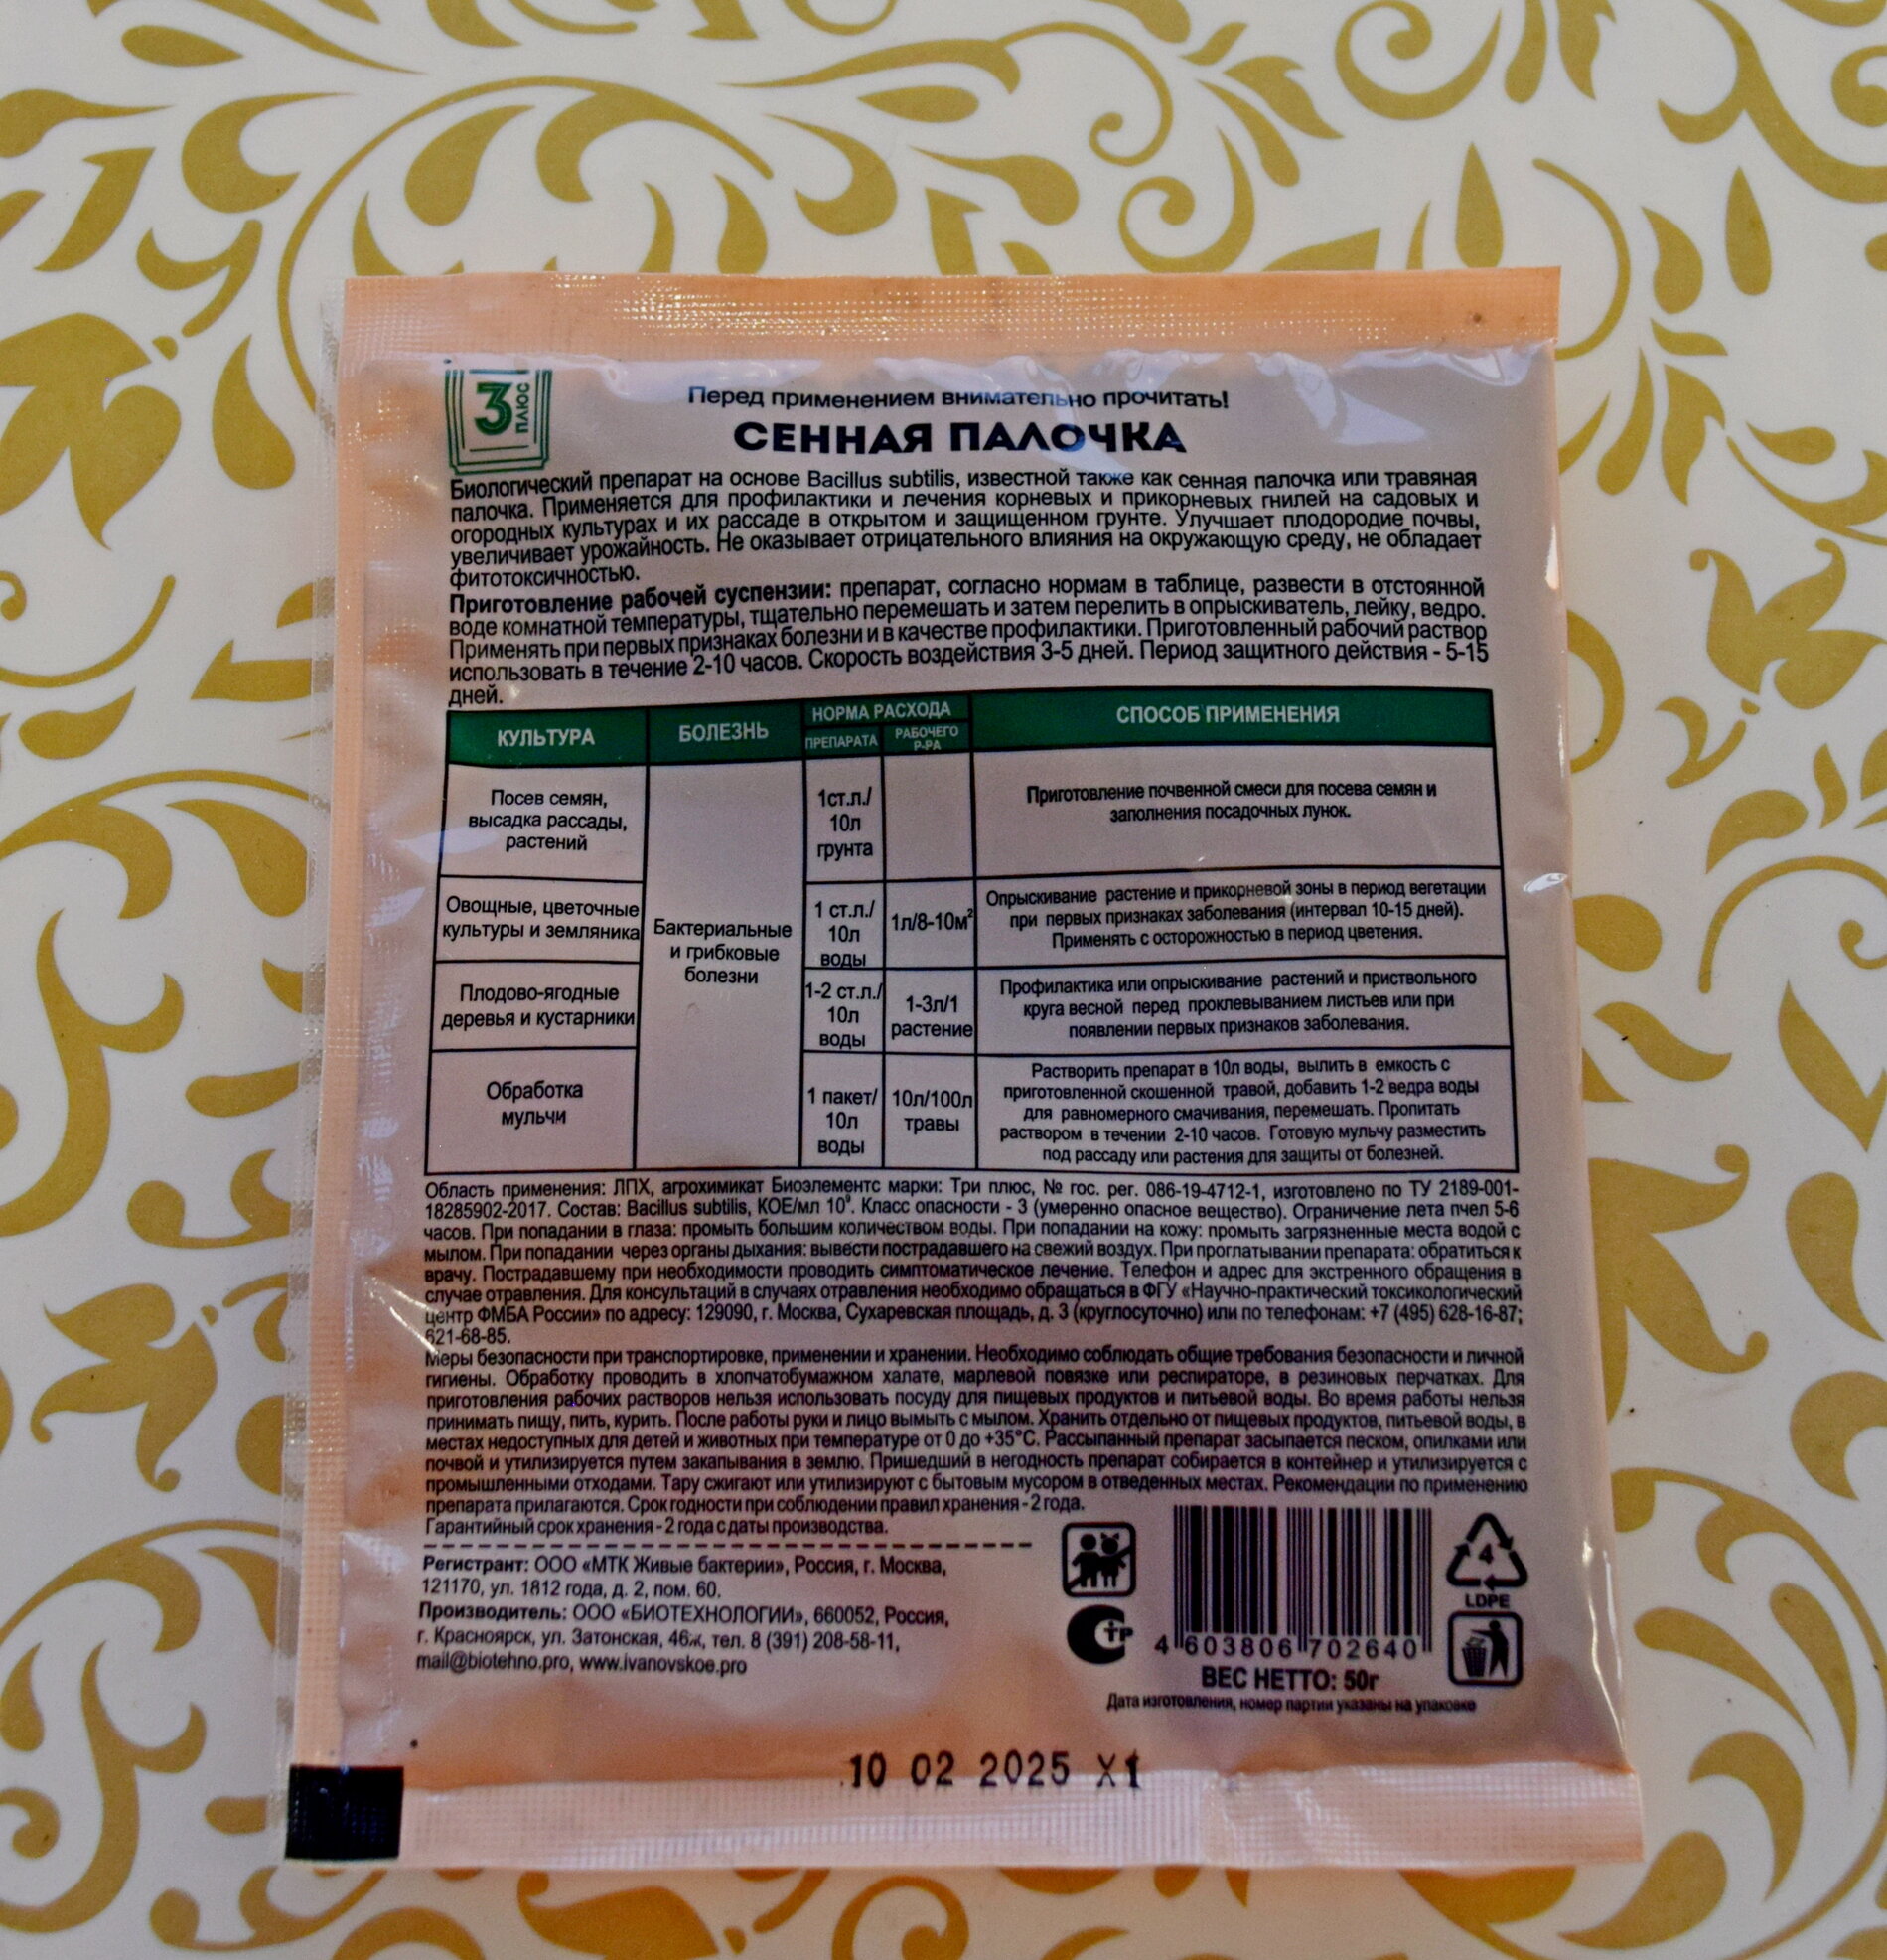 3 ПЛЮС
Перед применением внимательно прочитать!
СЕННАЯ ПАЛОЧКА
Биологический препарат на основе Bacillus subtilis, известной также как сенная палочка или травяная
палочка. Применяется для профилактики и лечения корневых и прикорневых гнилей на садовых и
огородных культурах и их рассаде в открытом и защищенном грунте. Улучшает плодородие почвы,
увеличивает урожайность. Не оказывает отрицательного влияния на окружающую среду, не обладает
фитотоксичностью.
Приготовление рабочей суспензии: препарат, согласно нормам в таблице, развести в отстоянной
воде комнатной температуры, тщательно перемешать и затем перелить в опрыскиватель, лейку, ведро.
Применять при первых признаках болезни и в качестве профилактики. Приготовленный рабочий раствор
использовать в течение 2-10 часов. Скорость воздействия 3-5 дней. Период защитного действия - 5-15
дней.
КУЛЬТУРА
БОЛЕЗНЬ
НОРМА РАСХОДА
ПРЕПАРАТА
РАБОЧЕГО
Р-РА
СПОСОБ ПРИМЕНЕНИЯ
Посев семян,
высадка рассады,
растений
Бактериальные
и грибковые
болезни
1ст.л./
10л
грунта
Приготовление почвенной смеси для посева семян и
заполнения посадочных лунок.
Овощные, цветочные
культуры и земляника
1 ст.л./
10л
воды
1л/8-10м²
Опрыскивание растение и прикорневой зоны в период вегетации
при первых признаках заболевания (интервал 10-15 дней).
Применять с осторожностью в период цветения.
Плодово-ягодные
деревья и кустарники
1-2 ст.л./
10л
воды
1-3л/1
растение
Профилактика или опрыскивание растений и приствольного
круга весной перед проклевыванием листьев или при
появлении первых признаков заболевания.
Обработка
мульчи
1 пакет/
10л
воды
10л/100л
травы
Растворить препарат в 10л воды, вылить в емкость с
приготовленной скошенной травой, добавить 1-2 ведра воды
для равномерного смачивания, перемешать. Пропитать
раствором в течении 2-10 часов. Готовую мульчу разместить
под рассаду или растения для защиты от болезней.
Область применения: ЛПХ, агрохимикат Биоэлементс марки: Три плюс, № гос. рег. 086-19-4712-1, изготовлено по ТУ 2189-001-
18285902-2017. Состав: Bacillus subtilis, КОЕ/мл 10⁹. Класс опасности - 3 (умеренно опасное вещество). Ограничение лета пчел 5-6
часов. При попадании в глаза: промыть большим количеством воды. При попадании на кожу: промыть загрязненные места водой с
мылом. При попадании через органы дыхания: вывести пострадавшего на свежий воздух. При проглатывании препарата: обратиться к
врачу. Пострадавшему при необходимости проводить симптоматическое лечение. Телефон и адрес для экстренного обращения в
случае отравления. Для консультаций в случаях отравления необходимо обращаться в ФГУ «Научно-практический токсикологический
центр ФМБА России» по адресу: 129090, г. Москва, Сухаревская площадь, д. 3 (круглосуточно) или по телефонам: +7 (495) 628-16-87;
621-68-85.
Меры безопасности при транспортировке, применении и хранении. Необходимо соблюдать общие требования безопасности и личной
гигиены. Обработку проводить в хлопчатобумажном халате, марлевой повязке или респираторе, в резиновых перчатках. Для
приготовления рабочих растворов нельзя использовать посуду для пищевых продуктов и питьевой воды. Во время работы нельзя
принимать пищу, пить, курить. После работы руки и лицо вымыть с мылом. Хранить отдельно от пищевых продуктов, питьевой воды, в
местах недоступных для детей и животных при температуре от 0 до +35°С. Рассыпанный препарат засыпается песком, опилками или
почвой и утилизируется путем закапывания в землю. Пришедший в негодность препарат собирается в контейнер и утилизируется с
промышленными отходами. Тару сжигают или утилизируют с бытовым мусором в отведенных местах. Рекомендации по применению
препарата прилагаются. Срок годности при соблюдении правил хранения - 2 года.
Гарантийный срок хранения - 2 года с даты производства.
Регистрант: ООО «МТК Живые бактерии», Россия, г. Москва,
121170, ул. 1812 года, д. 2, пом. 60.
Производитель: ООО «БИОТЕХНОЛОГИИ», 660052, Россия,
г. Красноярск, ул. Затонская, 46ж, тел. 8 (391) 208-58-11,
mail@biotehno.pro, www.ivanovskoe.pro
СТР
4 603806 702640
4
LDPE
ВЕС НЕТТО: 50г
Дата изготовления, номер партии указаны на упаковке
10 02 2025 X1